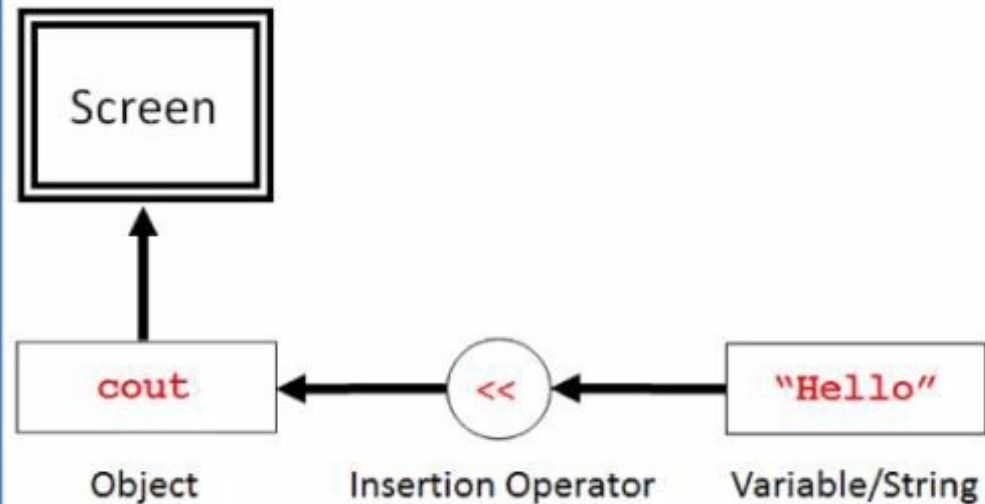 Screen
cout << “Hello”
Object Insertion Operator Variable/String